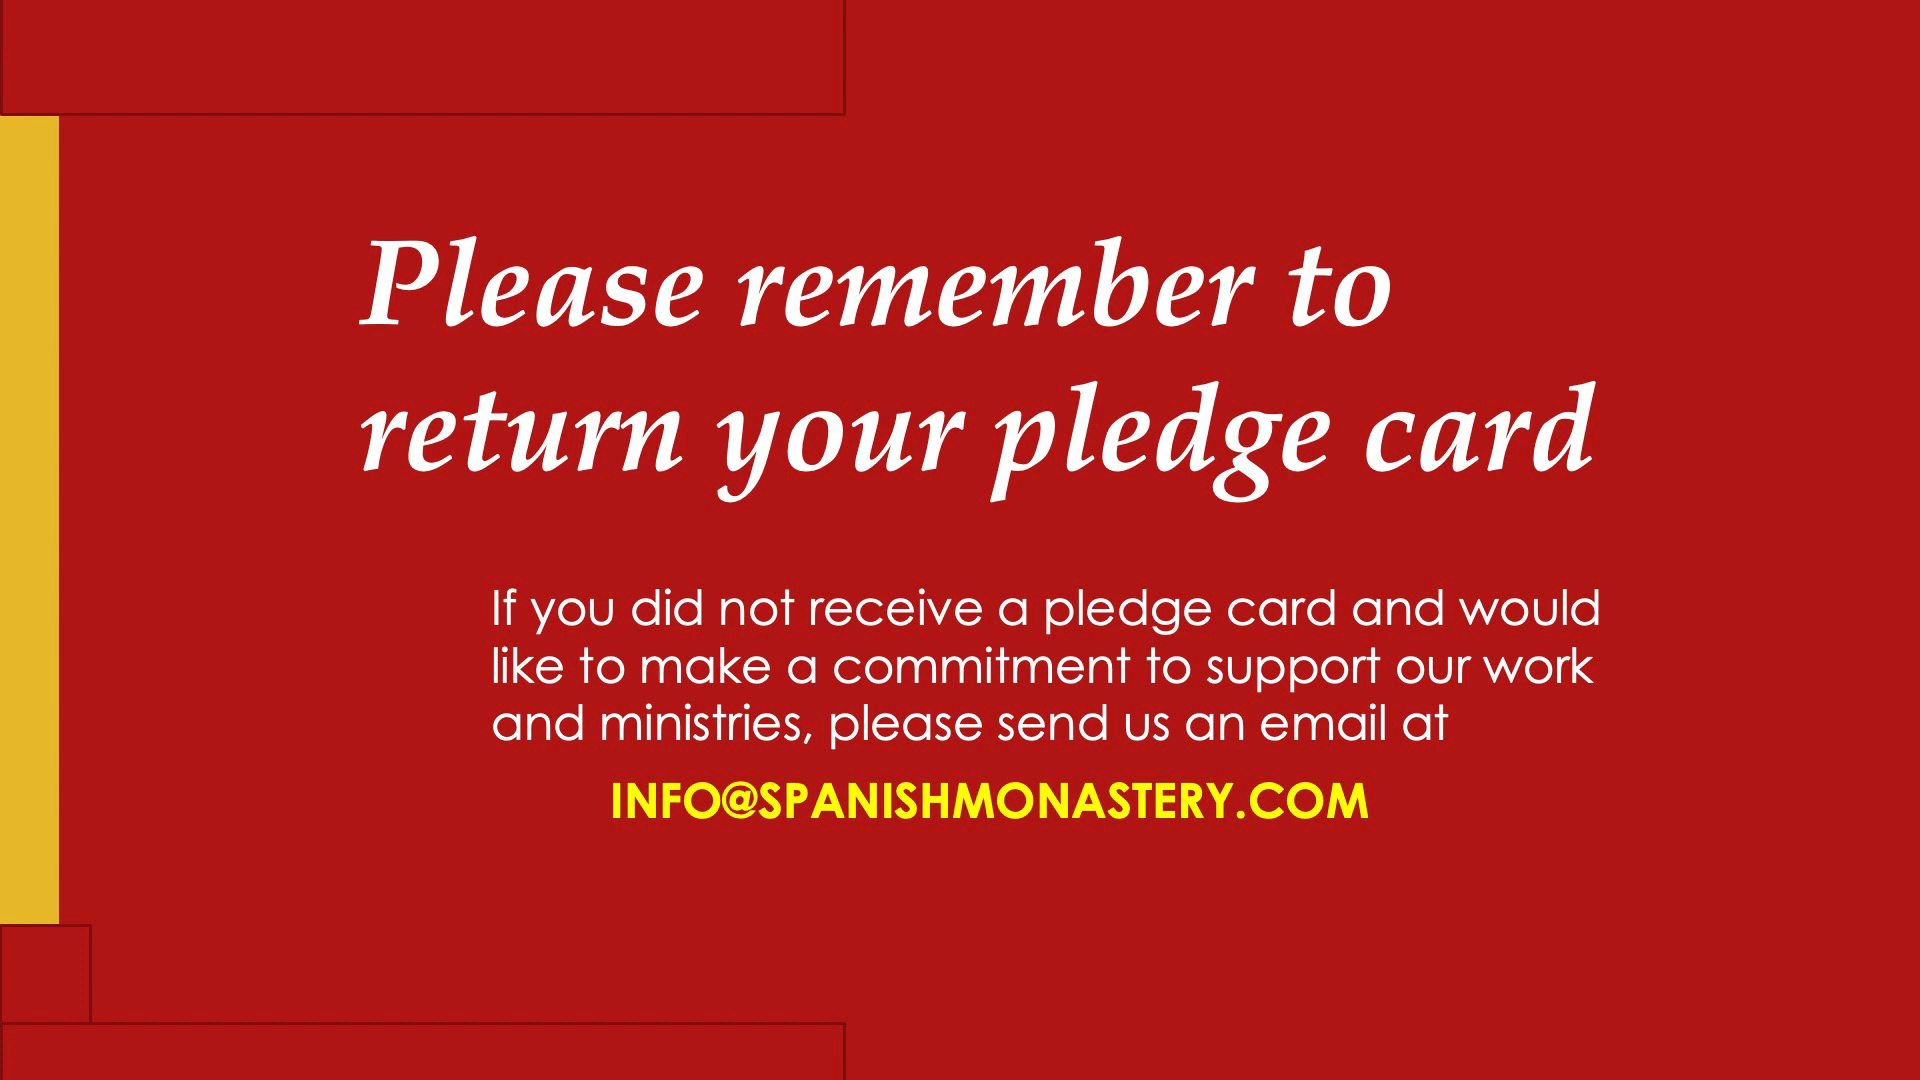 Please remember to
return your pledge card
If you did not receive a pledge card and would
like to make a commitment to support our work
and ministries, please send us an email at
INFO@SPANISHMONASTERY.COM